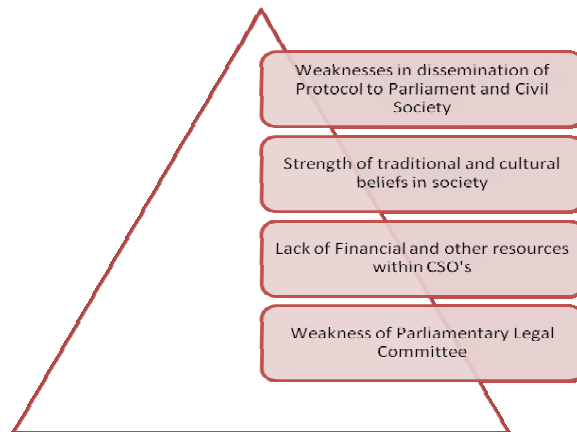 Weaknesses in dissemination of
Protocol to Parliament and Civil
Society
Strength of traditional and cultural
beliefs in society
Lack of Financial and other resources
within CSO's
Weakness of Parliamentary Legal
Committee